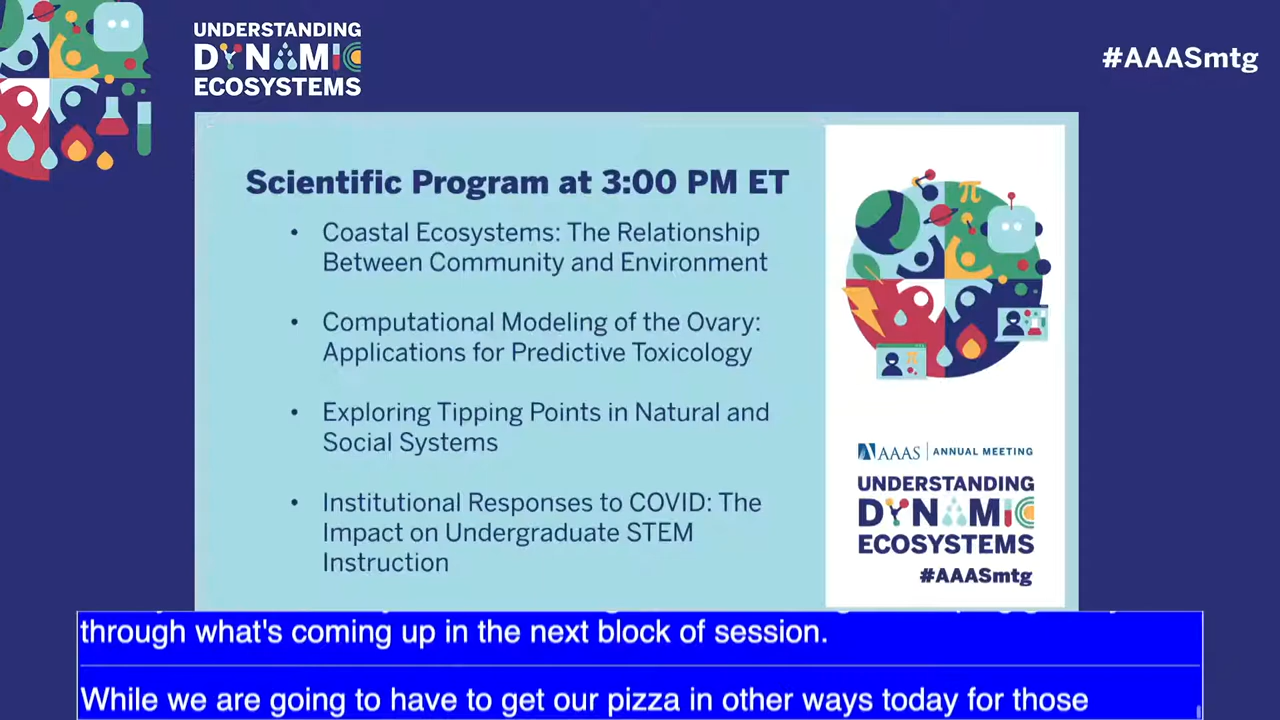 UNDERSTANDING
DYNAMIC
ECOSYSTEMS
#AAASmtg
Scientific Program at 3:00 PM ET
• Coastal Ecosystems: The Relationship
Between Community and Environment
• Computational Modeling of the Ovary:
Applications for Predictive Toxicology
• Exploring Tipping Points in Natural and
Social Systems
• Institutional Responses to COVID: The
Impact on Undergraduate STEM
Instruction
π
π
AAAS | ANNUAL MEETING
UNDERSTANDING
DYNAMIC
ECOSYSTEMS
#AAASmtg
through what's coming up in the next block of session.
While we are going to have to get our pizza in other ways today for those